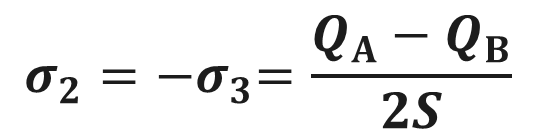 σ₂ = −σ₃ = (Q_A − Q_B) / 2S